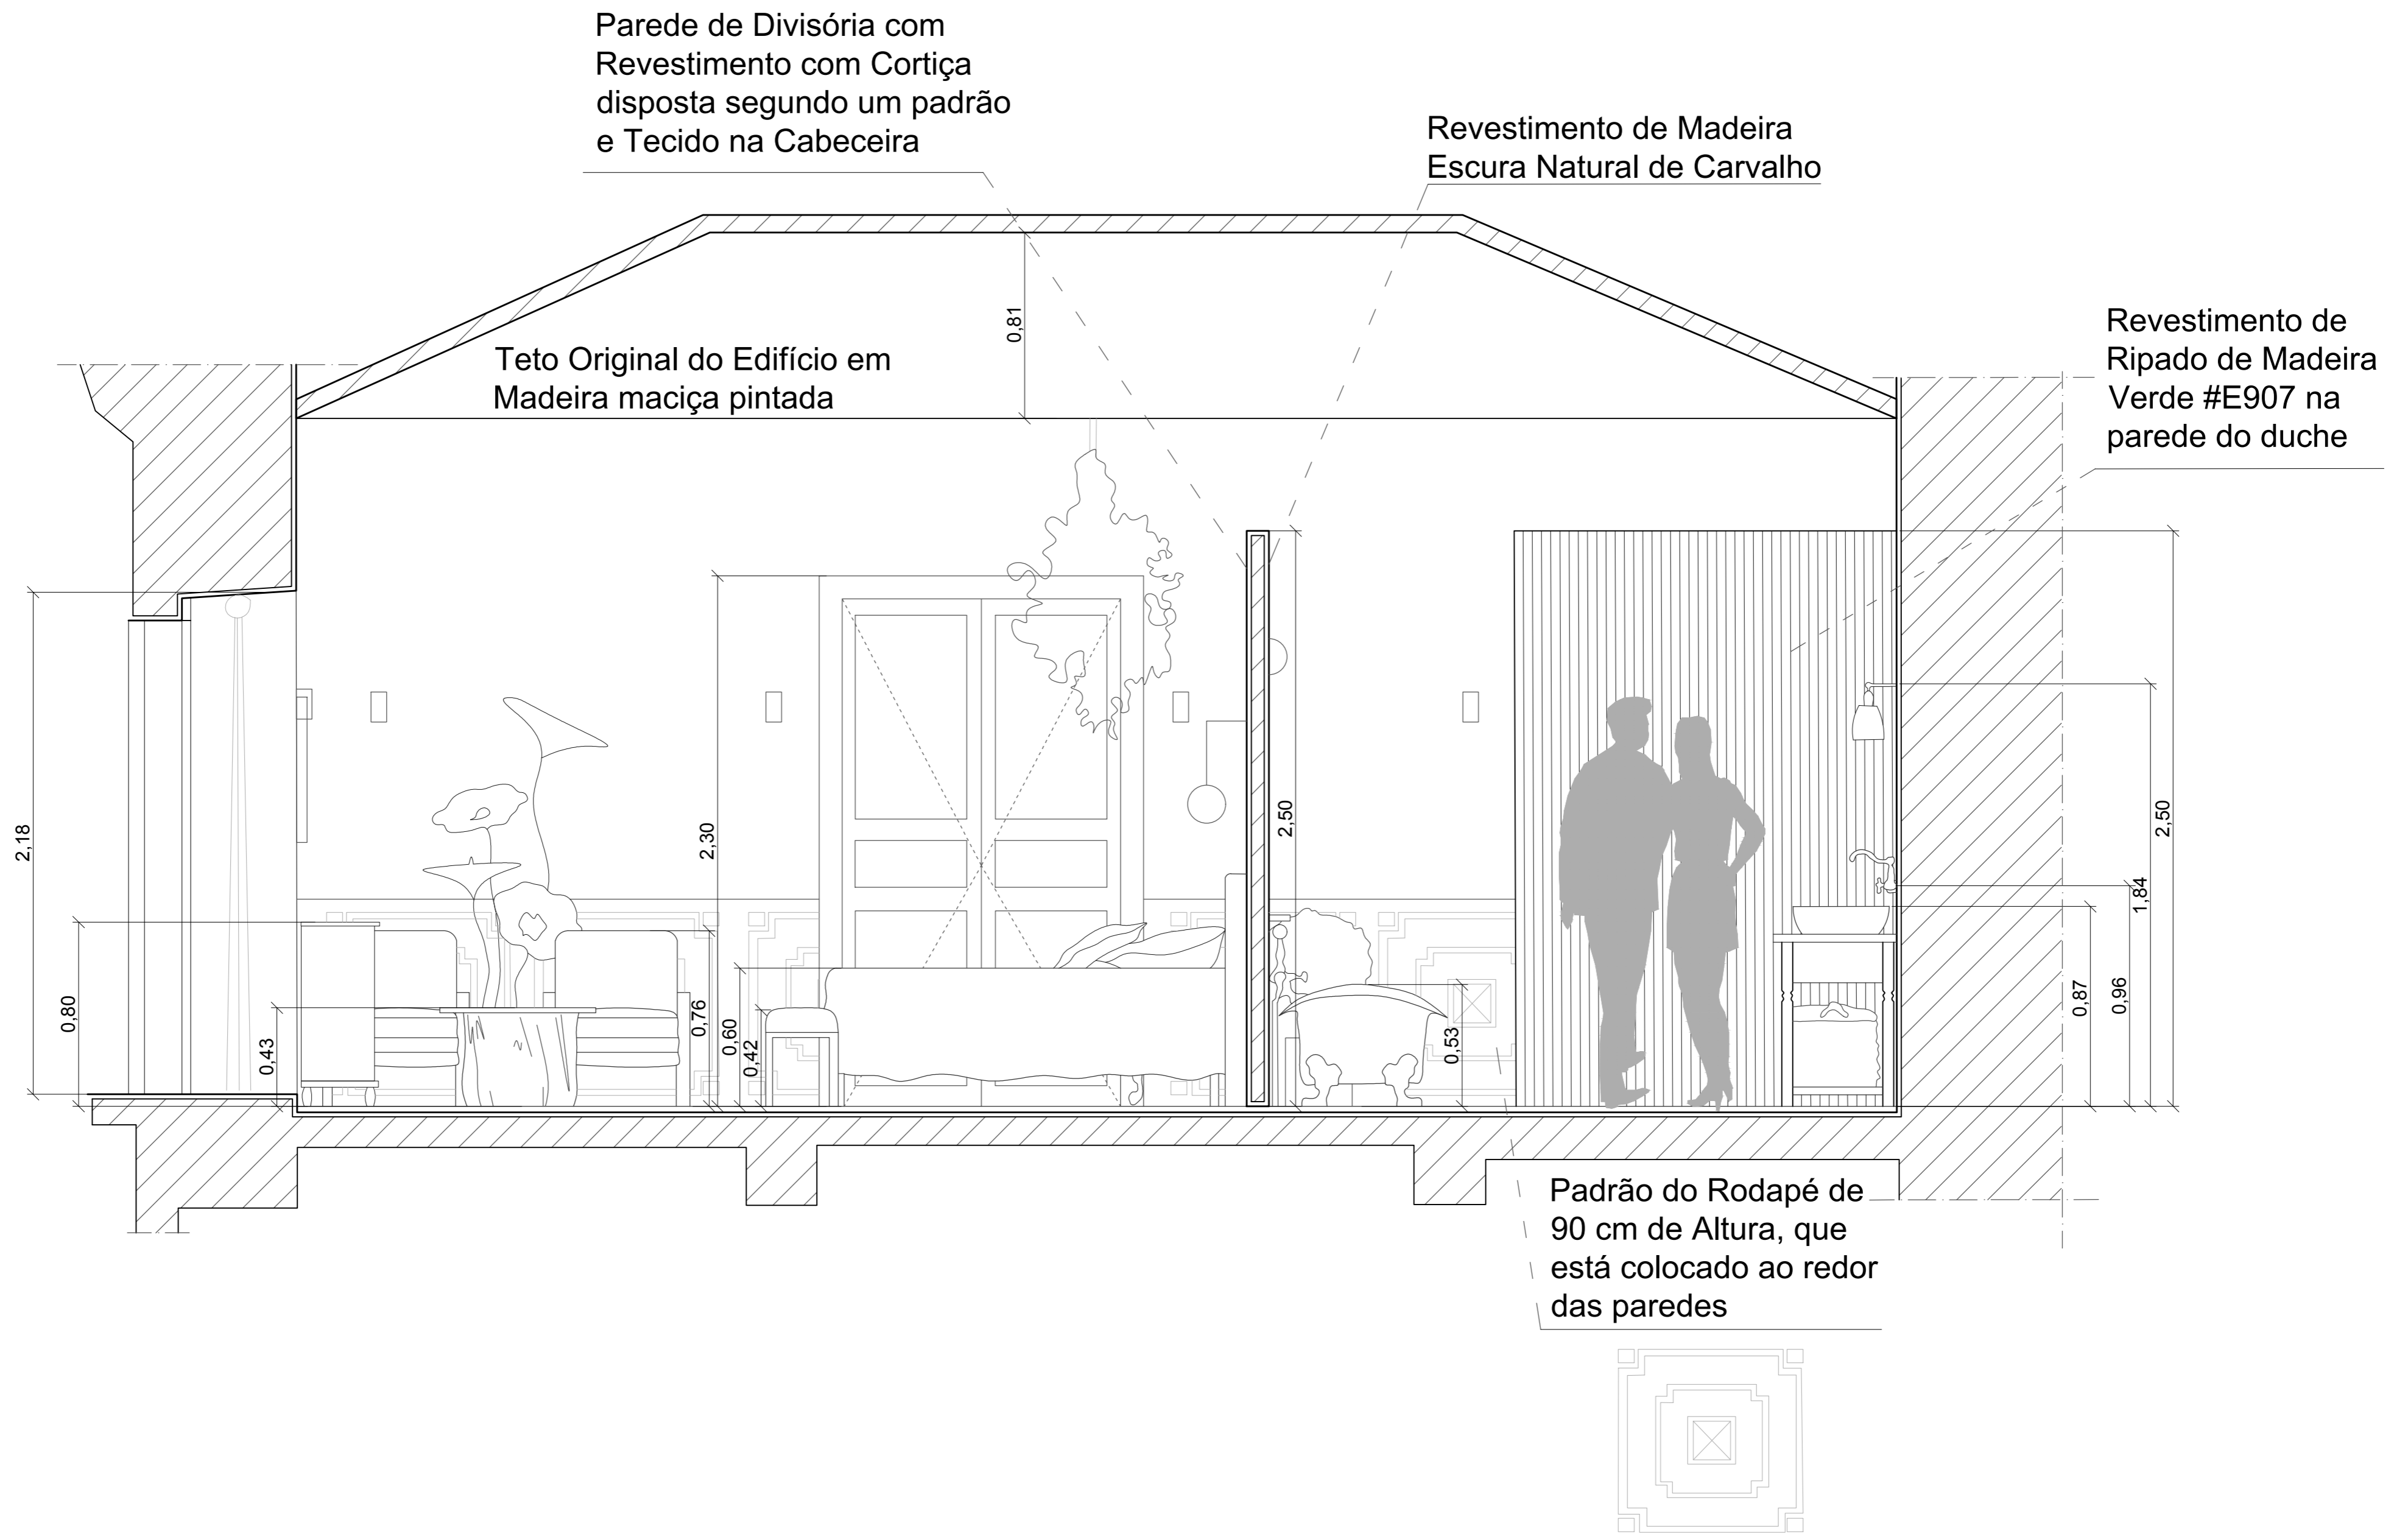 Parede de Divisória com
Revestimento com Cortiça
disposta segundo um padrão
e Tecido na Cabeceira
Revestimento de Madeira
Escura Natural de Carvalho
Revestimento de
Ripado de Madeira
Verde #E907 na
parede do duche
Teto Original do Edifício em
Madeira maciça pintada
0,81
2,18
0,80
0,43
2,30
0,76
0,60
0,42
2,50
0,53
2,50
1,84
0,96
0,87
Padrão do Rodapé de
90 cm de Altura, que
está colocado ao redor
das paredes